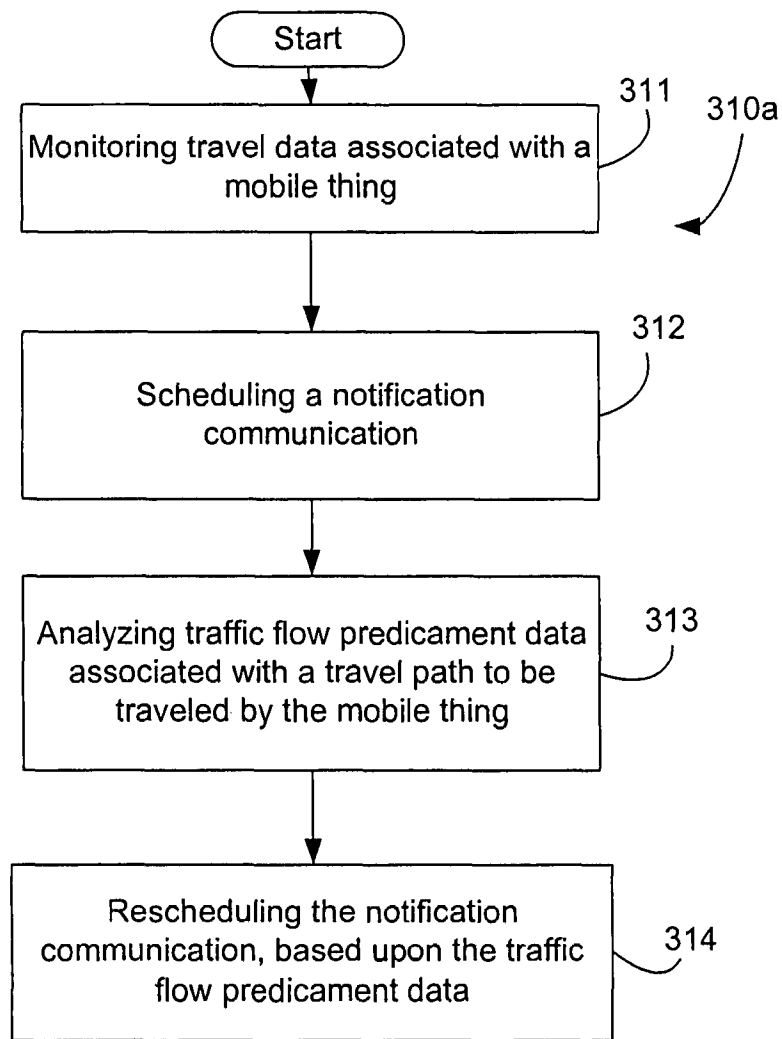 Start
311
310a
Monitoring travel data associated with a
mobile thing
312
Scheduling a notification
communication
313
Analyzing traffic flow predicament data
associated with a travel path to be
traveled by the mobile thing
314
Rescheduling the notification
communication, based upon the traffic
flow predicament data